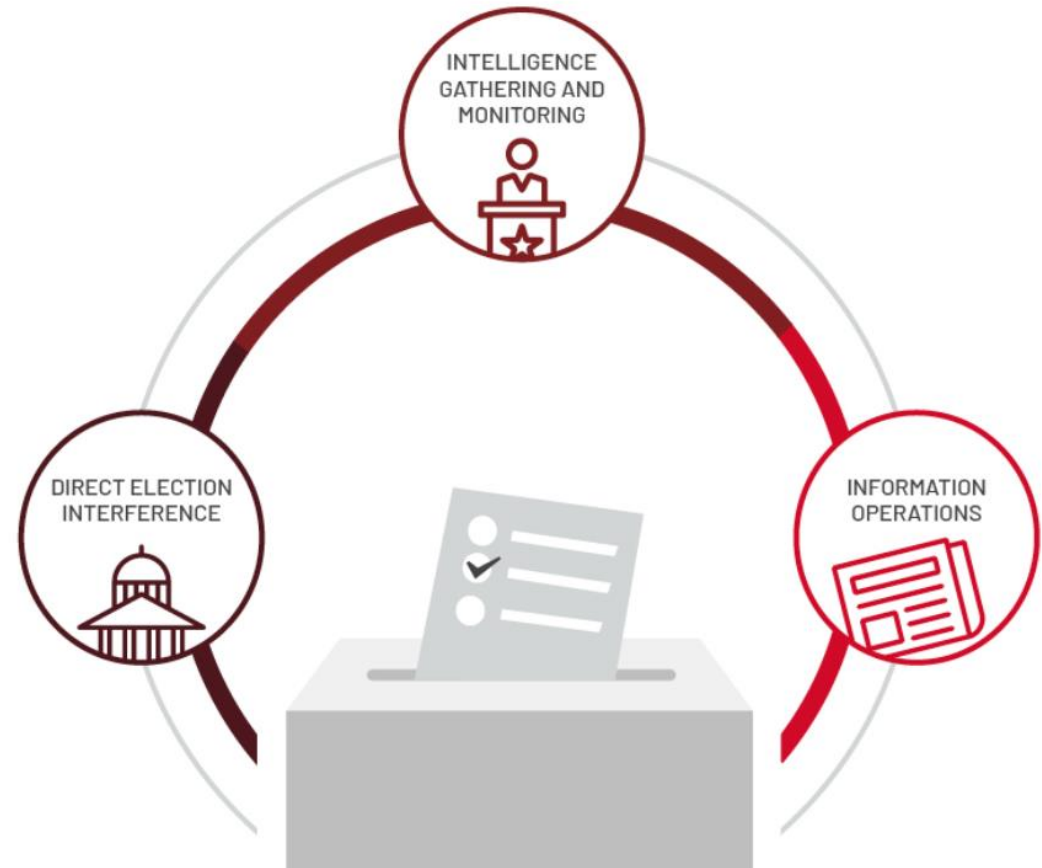 INTELLIGENCE
GATHERING AND
MONITORING
DIRECT ELECTION
INTERFERENCE
INFORMATION
OPERATIONS